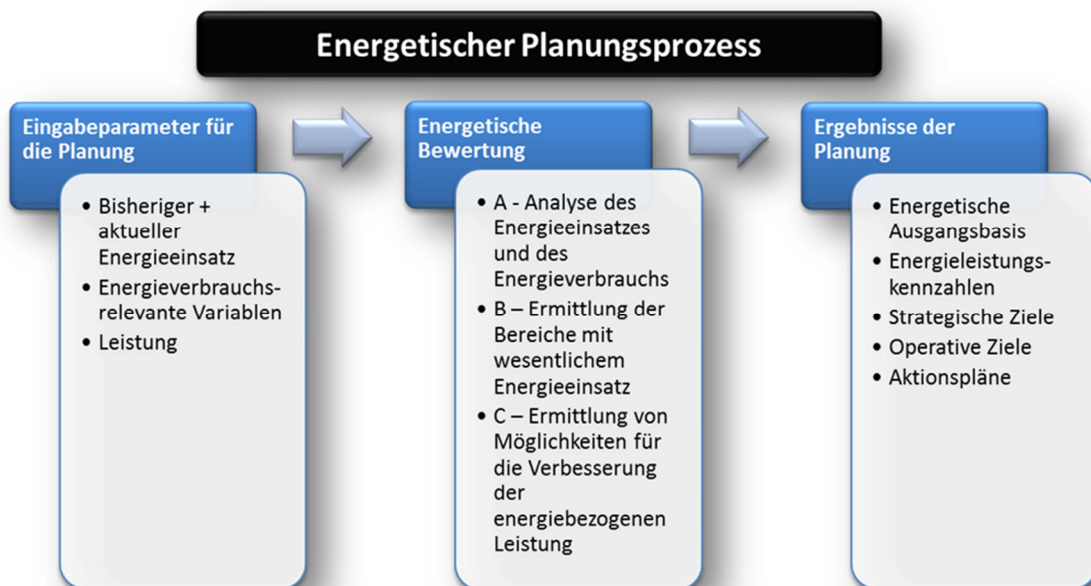 Energetischer Planungsprozess
Eingabeparameter für
die Planung
• Bisheriger +
aktueller
Energieeinsatz
• Energieverbrauchs-
relevante Variablen
• Leistung
Energetische
Bewertung
• A - Analyse des
Energieeinsatzes
und des
Energieverbrauchs
• B – Ermittlung der
Bereiche mit
wesentlichem
Energieeinsatz
• C – Ermittlung von
Möglichkeiten für
die Verbesserung
der
energiebezogenen
Leistung
Ergebnisse der
Planung
• Energetische
Ausgangsbasis
• Energieleistungs-
kennzahlen
• Strategische Ziele
• Operative Ziele
• Aktionspläne